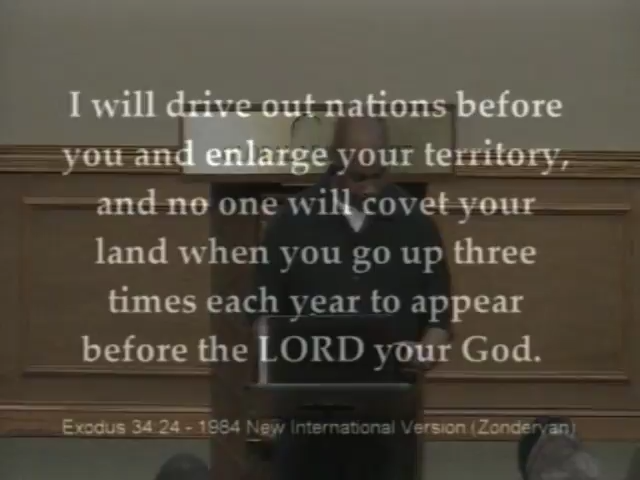 I will drive out nations before
you and enlarge your territory,
and no one will covet your
land when you go up three
times each year to appear
before the LORD your God.
Exodus 34:24 - 1984 New International Version (Zondervan)